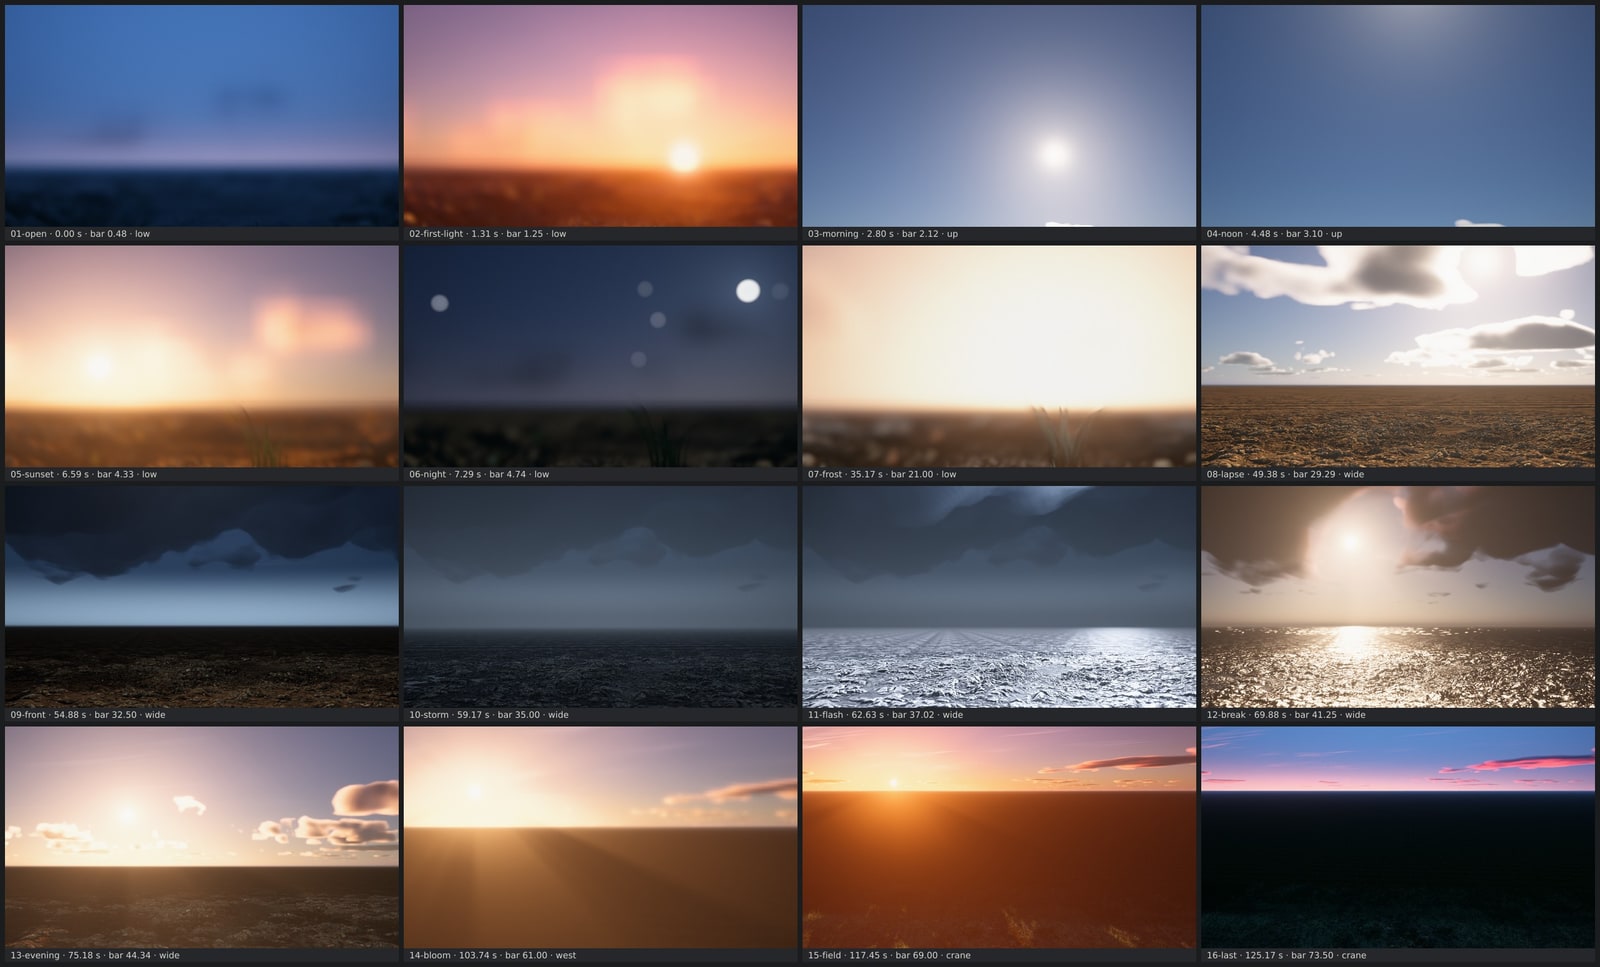 01-open · 0.00 s · bar 0.48 · low
02-first-light · 1.31 s · bar 1.25 · low
03-morning · 2.80 s · bar 2.12 · up
04-noon · 4.48 s · bar 3.10 · up
05-sunset · 6.59 s · bar 4.33 · low
06-night · 7.29 s · bar 4.74 · low
07-frost · 35.17 s · bar 21.00 · low
08-lapse · 49.38 s · bar 29.29 · wide
09-front · 54.88 s · bar 32.50 · wide
10-storm · 59.17 s · bar 35.00 · wide
11-flash · 62.63 s · bar 37.02 · wide
12-break · 69.88 s · bar 41.25 · wide
13-evening · 75.18 s · bar 44.34 · wide
14-bloom · 103.74 s · bar 61.00 · west
15-field · 117.45 s · bar 69.00 · crane
16-last · 125.17 s · bar 73.50 · crane